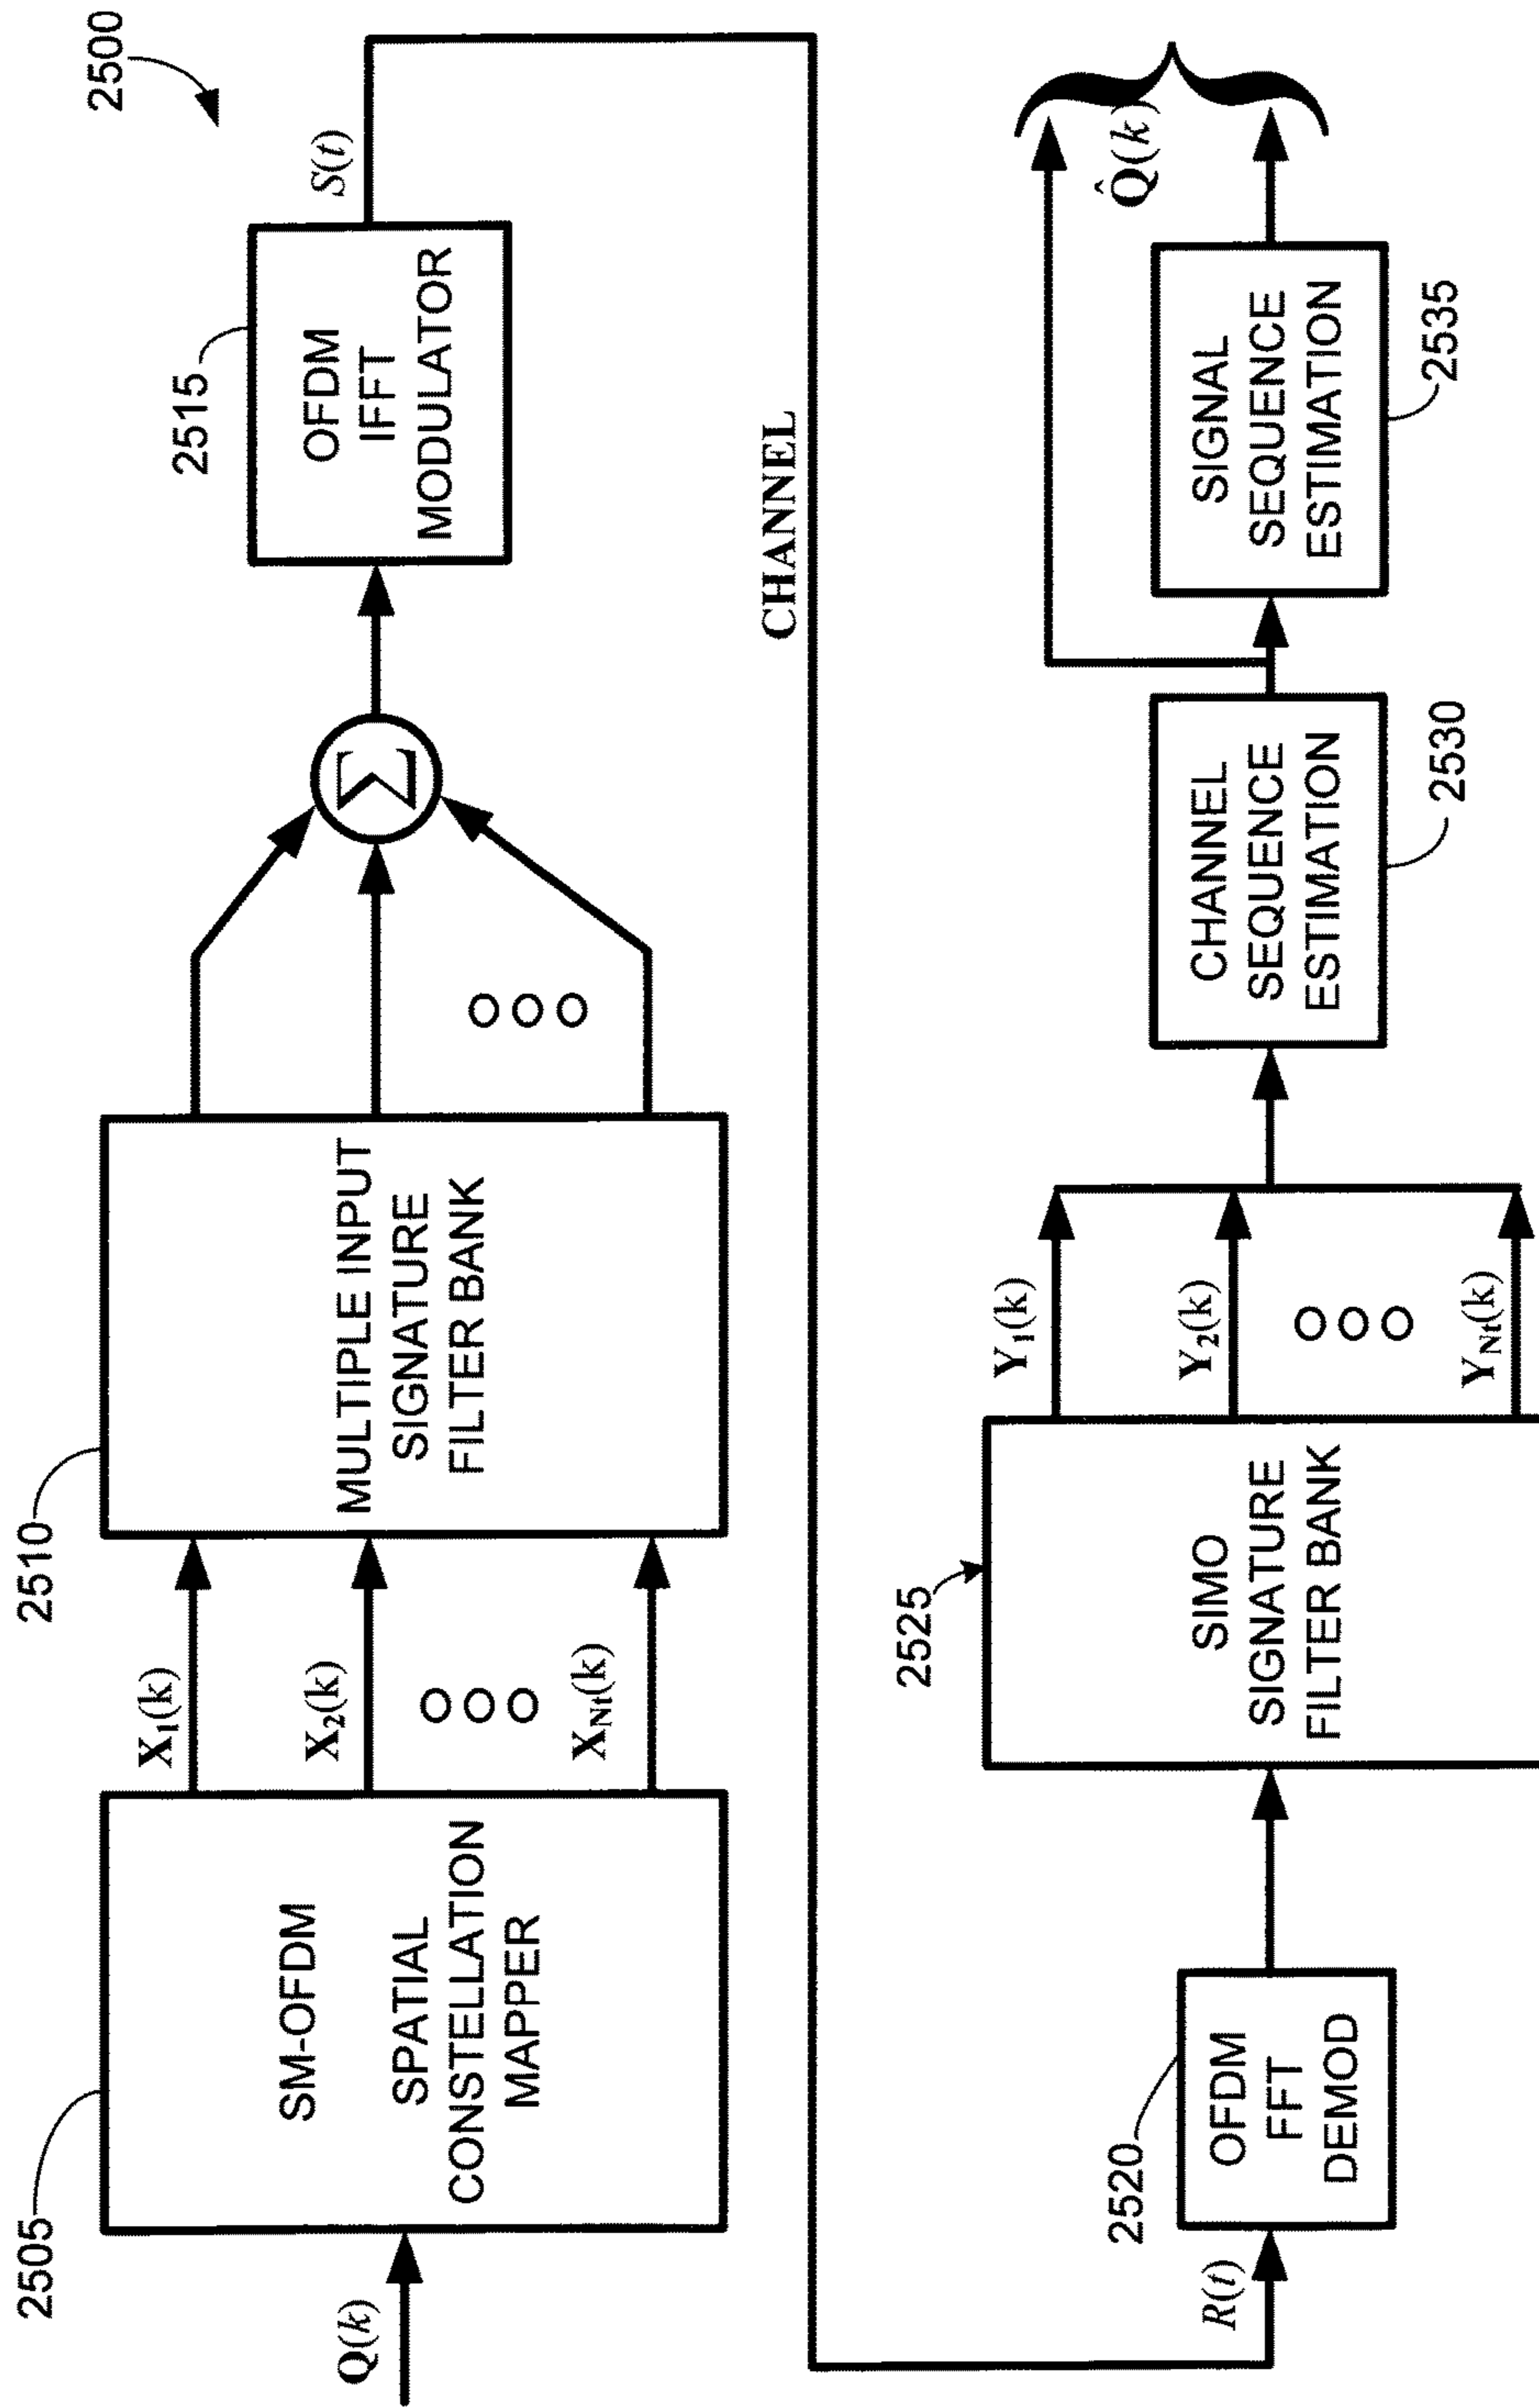 2500
2505
Q(k)
SM-OFDM
SPATIAL
CONSTELLATION
MAPPER
X1(k)
X2(k)
XNt(k)
2510
MULTIPLE INPUT
SIGNATURE
FILTER BANK
Σ
2515
OFDM
IFFT
MODULATOR
S(t)
CHANNEL
R(t)
2520
OFDM
FFT
DEMOD
2525
SIMO
SIGNATURE
FILTER BANK
Y1(k)
Y2(k)
YNt(k)
CHANNEL
SEQUENCE
ESTIMATION
2530
SIGNAL
SEQUENCE
ESTIMATION
2535
Q̂(k)